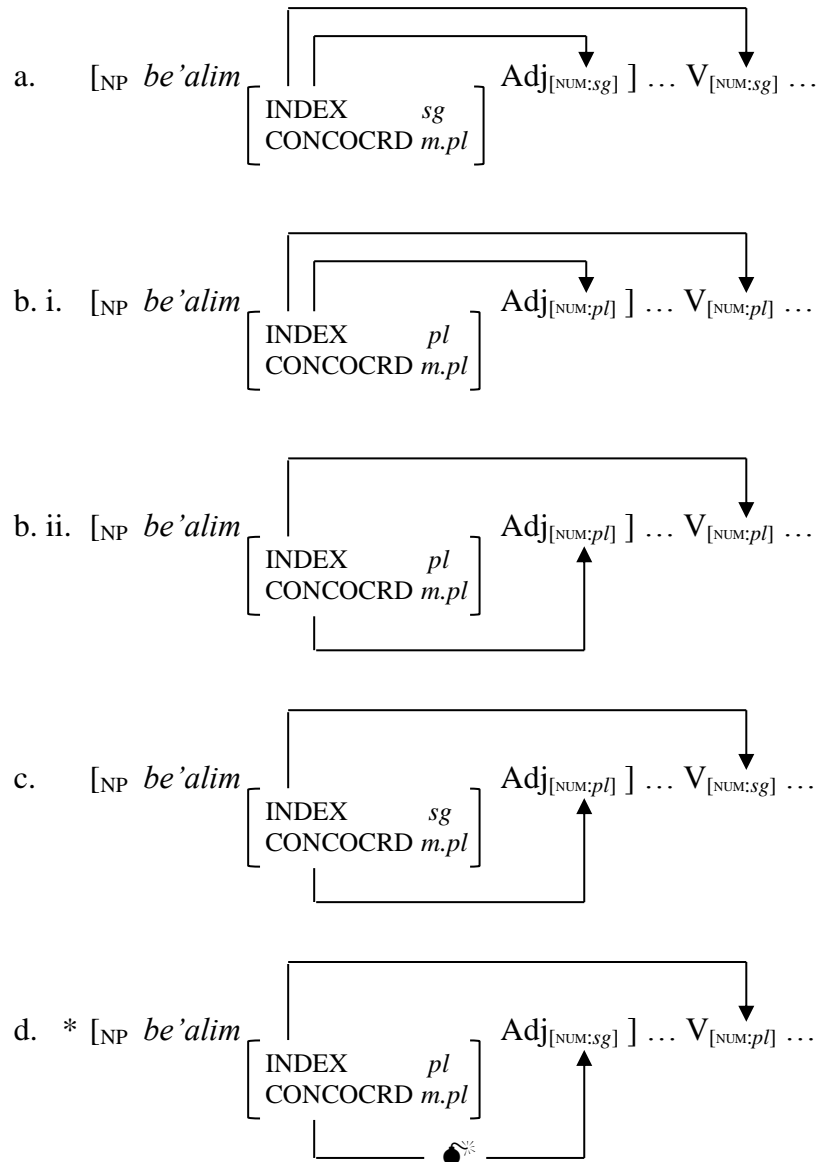 a. [NP be’alim Adj[NUM:sg] ] … V[NUM:sg] …
INDEX sg
CONCOCRD m.pl
b. i. [NP be’alim Adj[NUM:pl] ] … V[NUM:pl] …
INDEX pl
CONCOCRD m.pl
b. ii. [NP be’alim Adj[NUM:pl] ] … V[NUM:pl] …
INDEX pl
CONCOCRD m.pl
c. [NP be’alim Adj[NUM:pl] ] … V[NUM:sg] …
INDEX sg
CONCOCRD m.pl
d. * [NP be’alim Adj[NUM:sg] ] … V[NUM:pl] …
INDEX pl
CONCOCRD m.pl